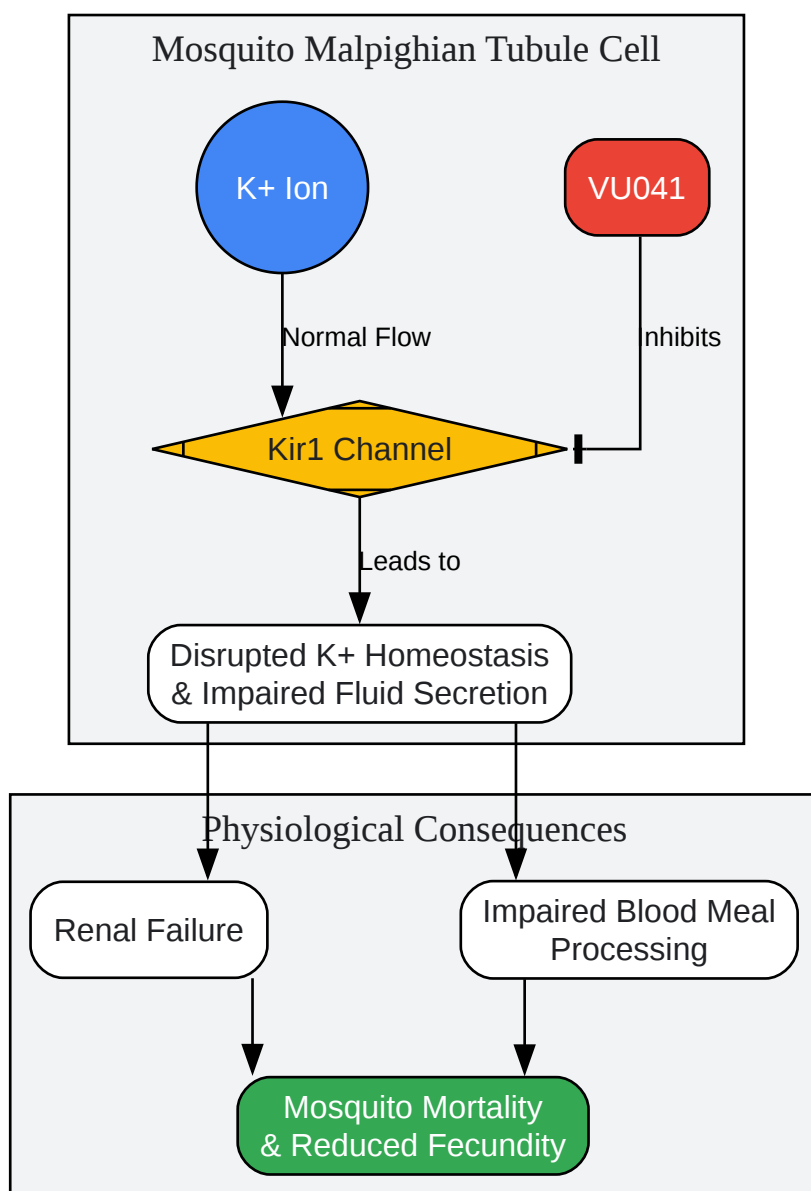 Mosquito Malpighian Tubule Cell
K+ Ion
VU041
Normal Flow
Inhibits
Kir1 Channel
Leads to
Disrupted K+ Homeostasis
& Impaired Fluid Secretion
Physiological Consequences
Renal Failure
Impaired Blood Meal
Processing
Mosquito Mortality
& Reduced Fecundity